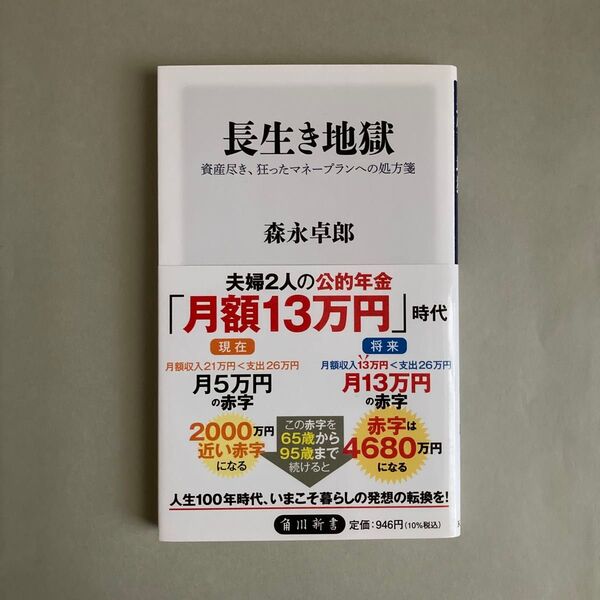 長生き地獄
資産尽き、狂ったマネープランへの処方箋
森永卓郎
夫婦2人の公的年金
「月額13万円」時代
現在
月額収入21万円<支出26万円
月5万円
の赤字
2000万円
近い赤字
になる
将来
月額収入13万円<支出26万円
月13万円
の赤字
赤字は
4680万円
になる
この赤字を
65歳から
95歳まで
続けると
人生100年時代、いまこそ暮らしの発想の転換を!
角川新書
定価:946円(10%税込)